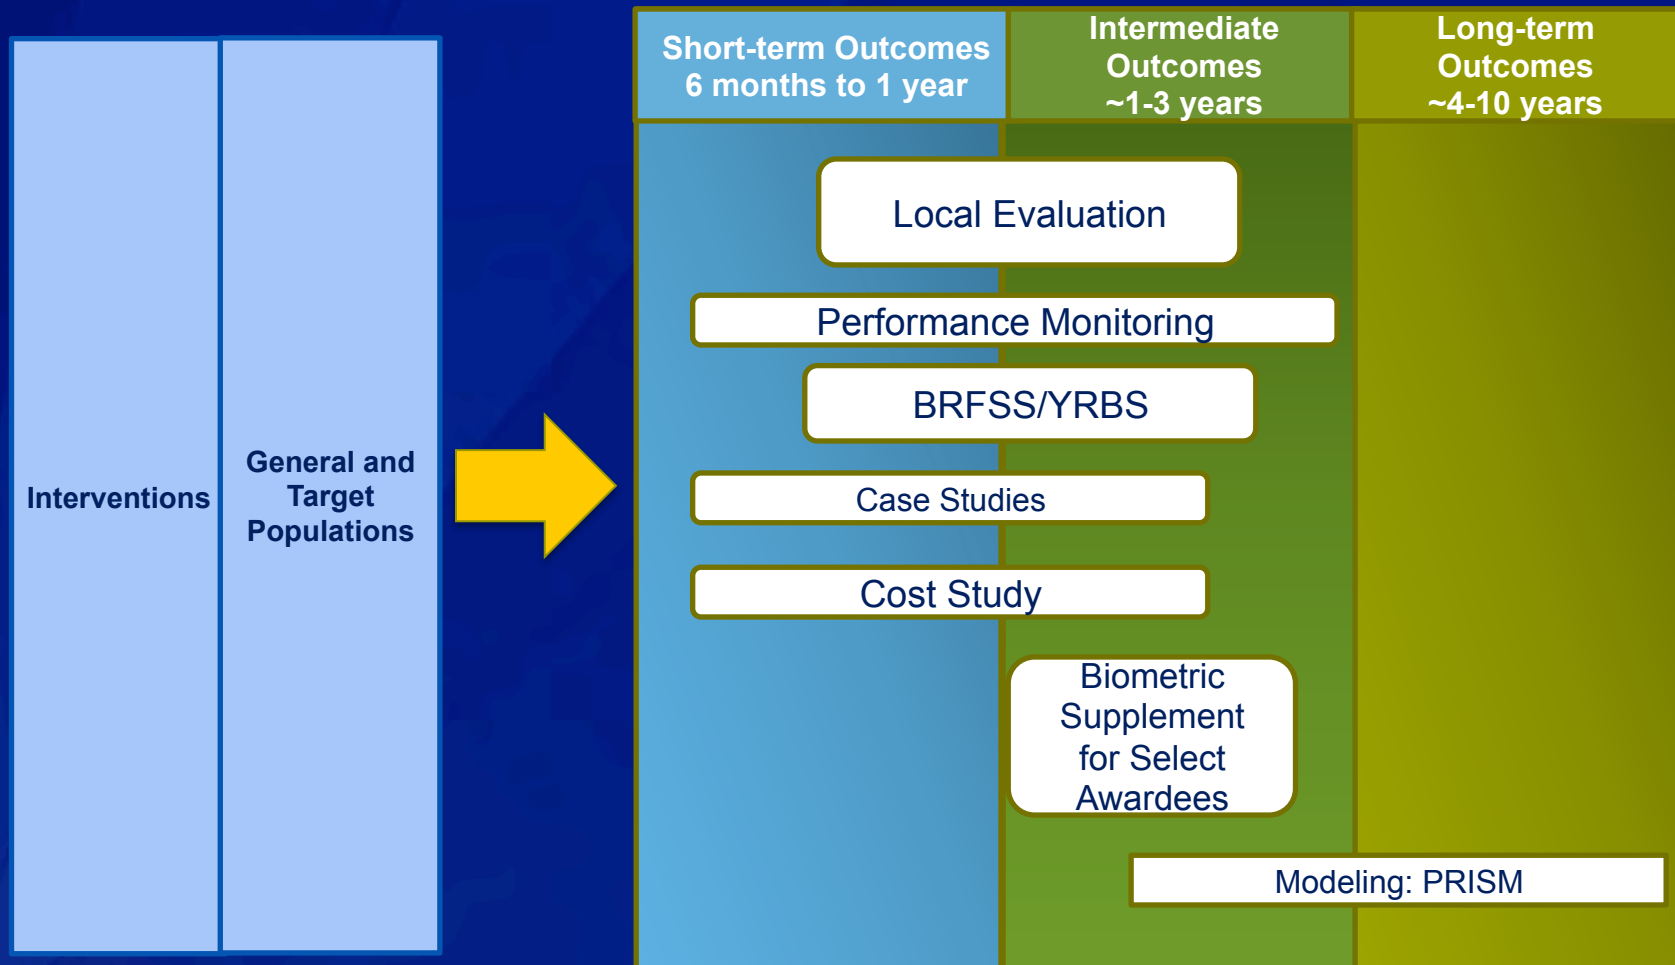 Interventions
General and
Target
Populations
Short-term Outcomes
6 months to 1 year
Intermediate
Outcomes
~1-3 years
Long-term
Outcomes
~4-10 years
Local Evaluation
Performance Monitoring
BRFSS/YRBS
Case Studies
Cost Study
Biometric
Supplement
for Select
Awardees
Modeling: PRISM